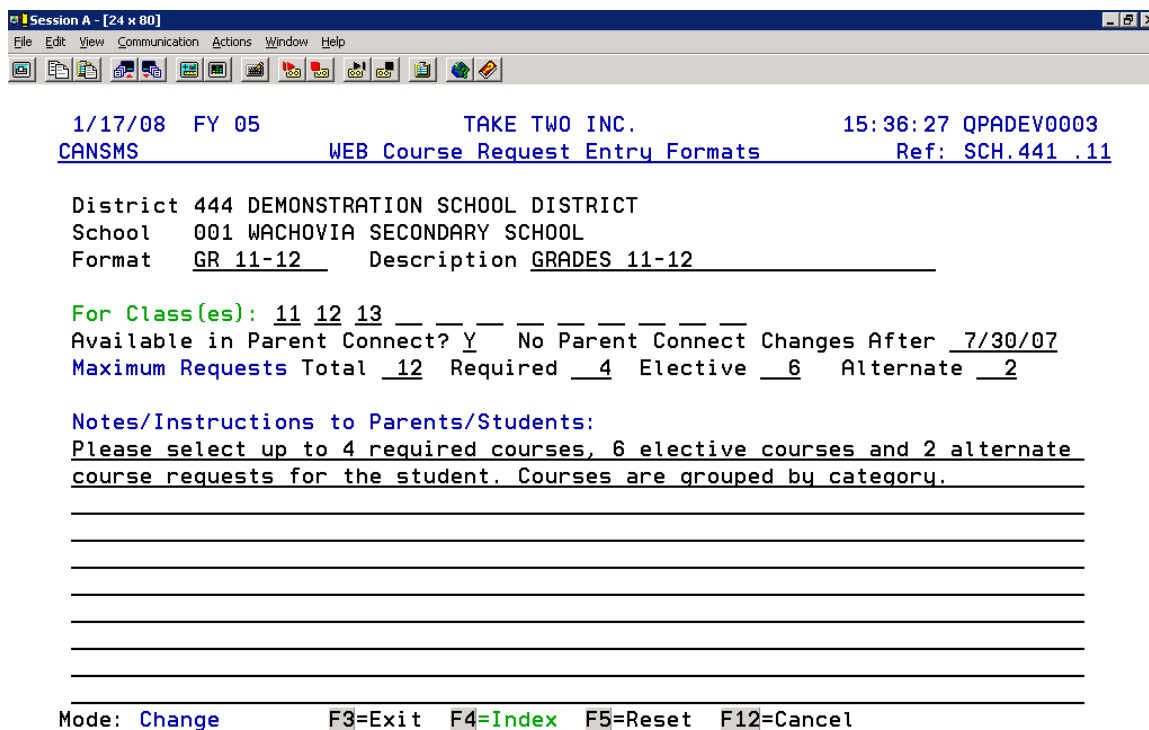 Session A - [24 x 80]
File Edit View Communication Actions Window Help
1/17/08 FY 05 TAKE TWO INC. 15:36:27 QPADEV0003
CANSMS WEB Course Request Entry Formats Ref: SCH.441 .11
District 444 DEMONSTRATION SCHOOL DISTRICT
School 001 WACHOVIA SECONDARY SCHOOL
Format GR 11-12 Description GRADES 11-12
For Class(es): 11 12 13
Available in Parent Connect? Y No Parent Connect Changes After 7/30/07
Maximum Requests Total 12 Required 4 Elective 6 Alternate 2
Notes/Instructions to Parents/Students:
Please select up to 4 required courses, 6 elective courses and 2 alternate
course requests for the student. Courses are grouped by category.
Mode: Change F3=Exit F4=Index F5=Reset F12=Cancel